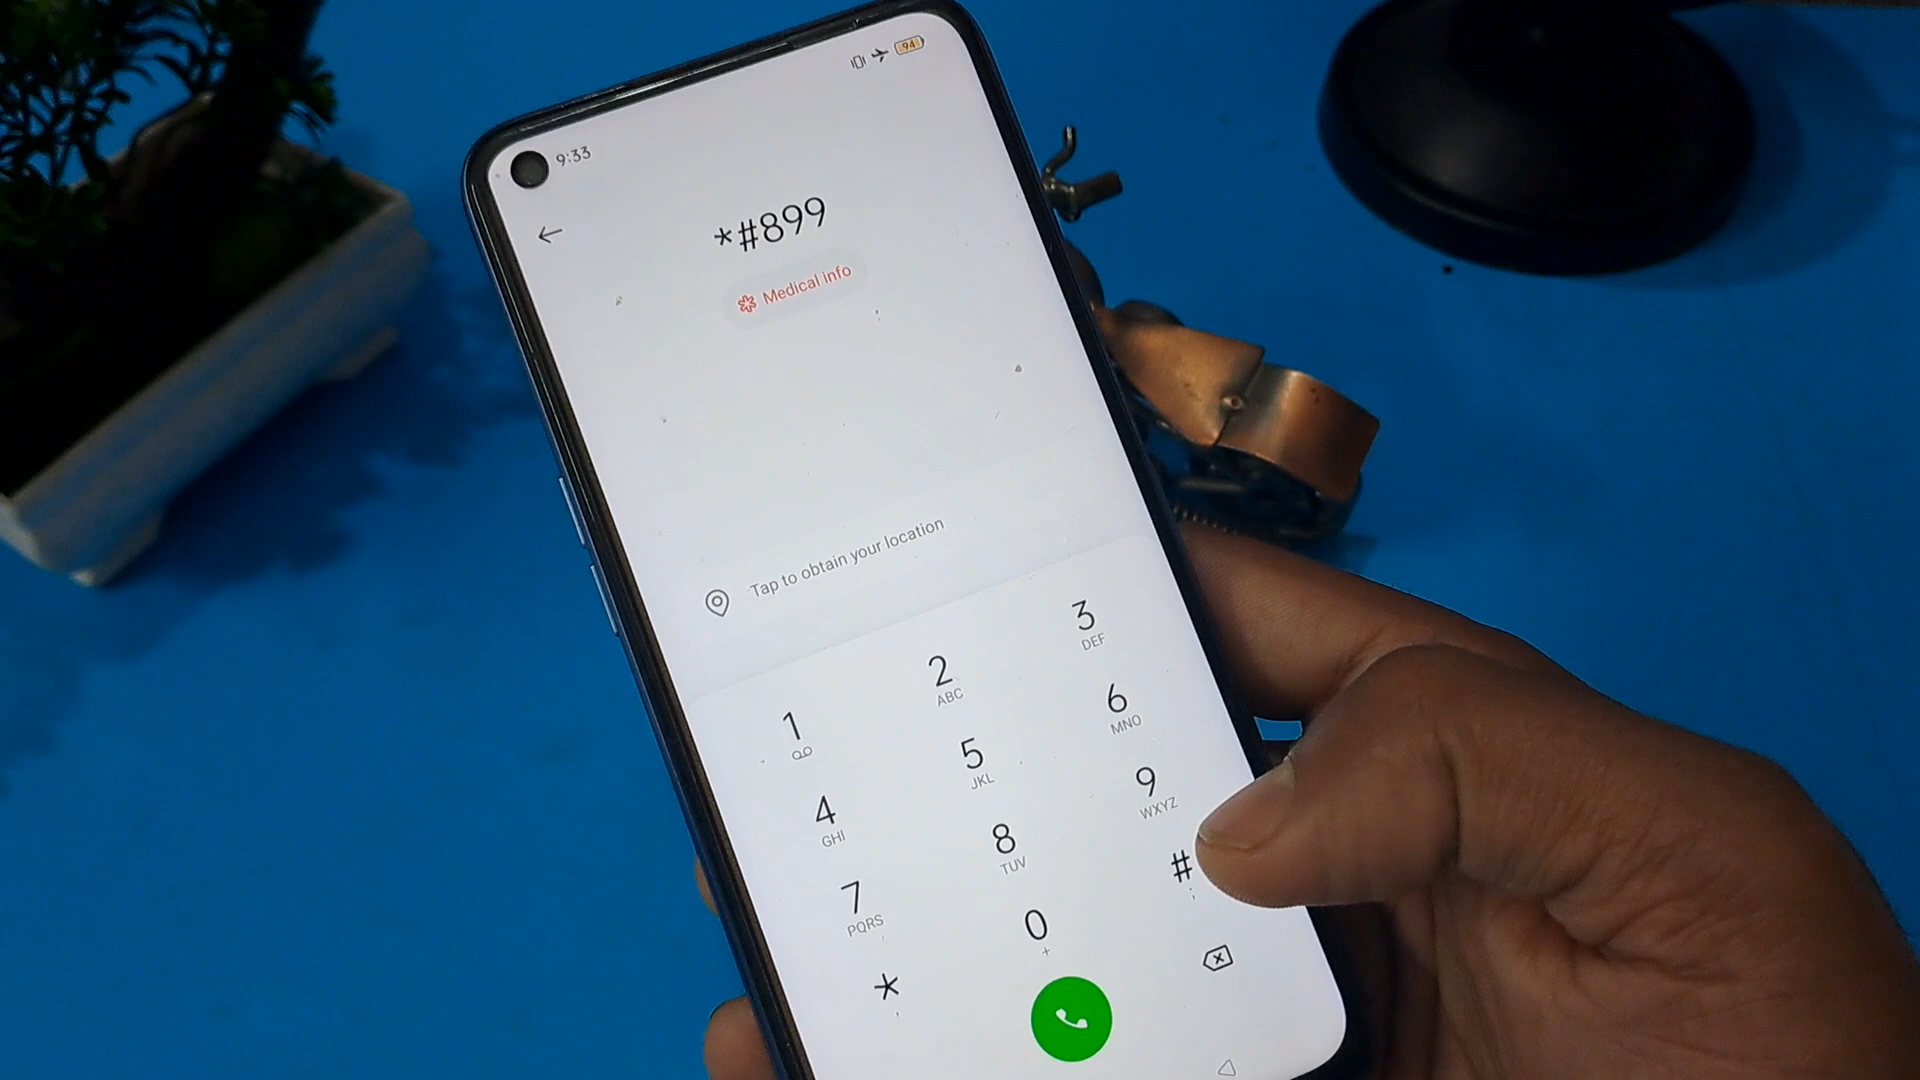 9:33
94
*#899
Medical info
Tap to obtain your location
1
2
ABC
3
DEF
4
GHI
5
JKL
6
MNO
7
PQRS
8
TUV
9
WXYZ
*
,
0
+
#
;